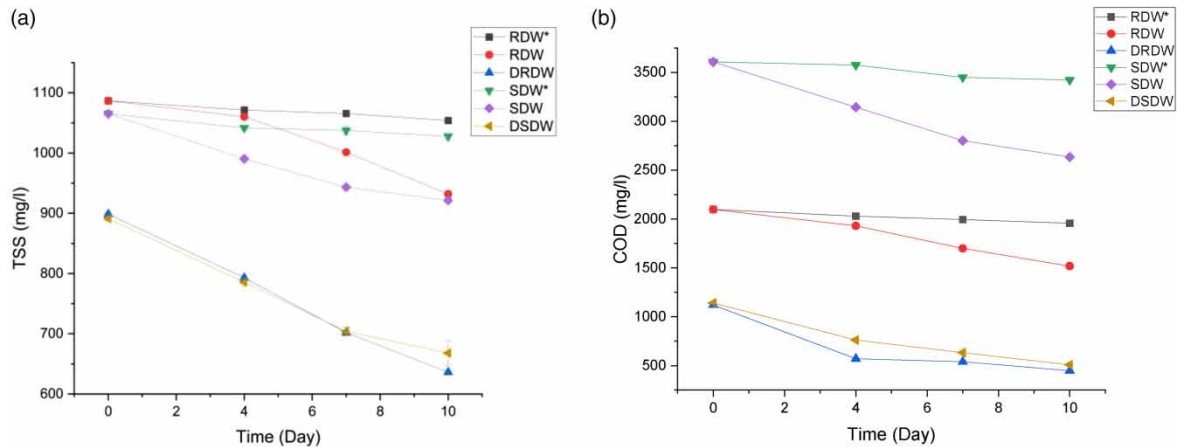 (a)
RDW*
RDW
DRDW
SDW*
SDW
DSDW
1100
1000
900
800
700
600
TSS (mg/l)
0 2 4 6 8 10
Time (Day)
(b)
RDW*
RDW
DRDW
SDW*
SDW
DSDW
3500
3000
2500
2000
1500
1000
500
COD (mg/l)
0 2 4 6 8 10
Time (Day)